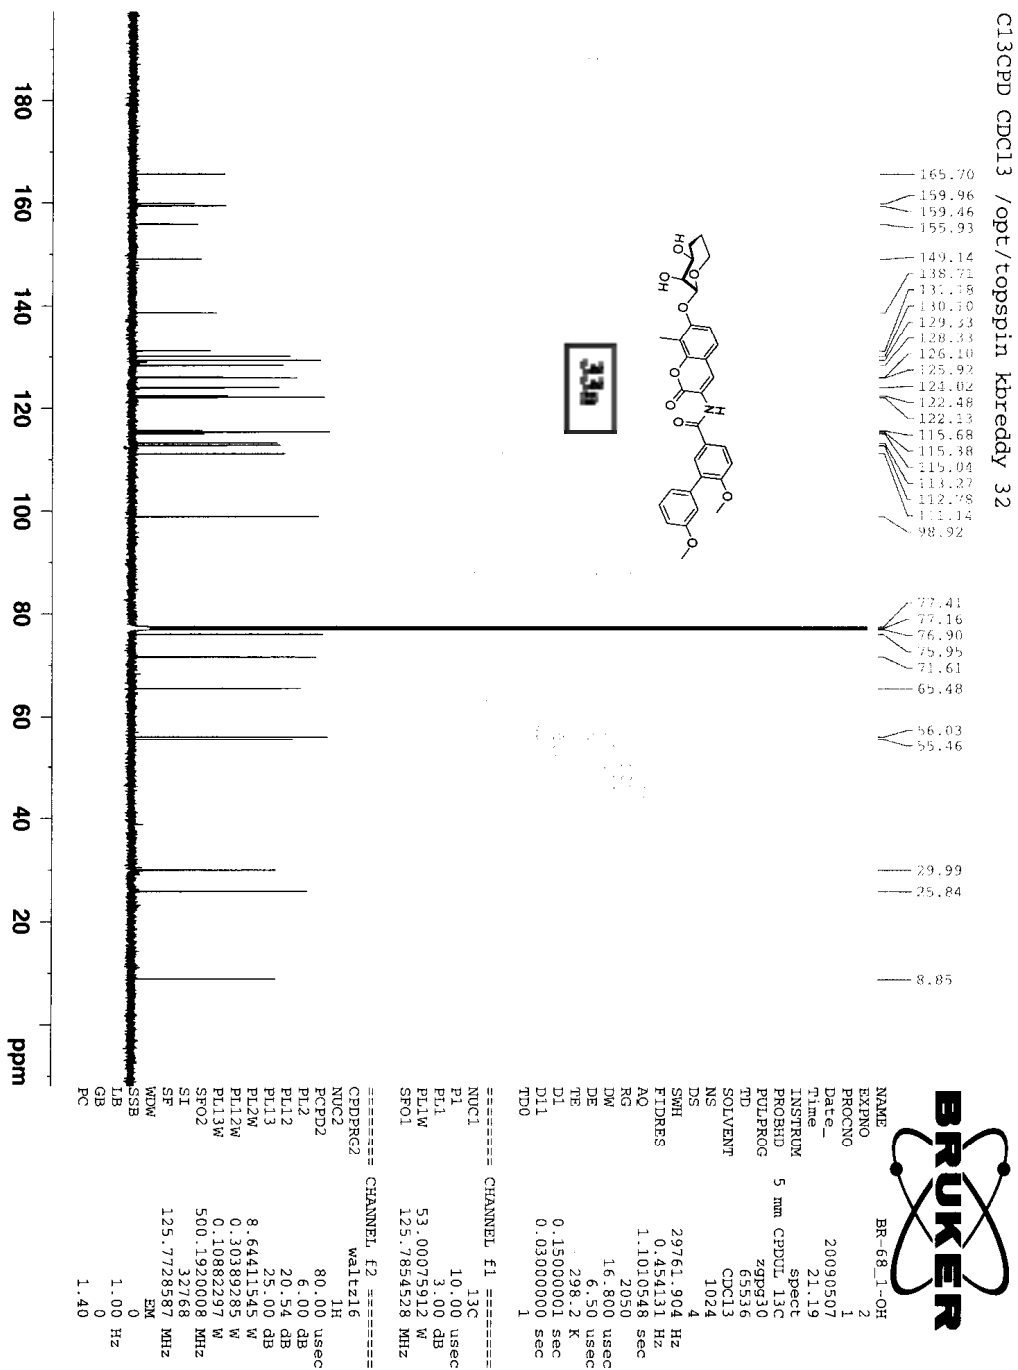 C13CPD CDCl3 /opt/topspin kbreddy 32
165.70
159.96
159.46
155.93
149.14
138.71
131.18
130.10
129.33
128.33
126.10
125.92
124.02
122.48
122.13
115.68
115.38
115.04
113.27
112.78
111.14
98.92
77.41
77.16
76.90
75.95
71.61
65.48
56.03
55.46
29.99
25.84
8.85
HO
HO
OH
O
O
O
O
H
N
O
O
O
180
160
140
120
100
80
60
40
20
ppm
BRUKER
NAME BR-68_1-OH
EXPNO 2
PROCNO 1
Date_ 20090507
Time 21.19
INSTRUM spect
PROBHD 5 mm CPDUL 13C
PULPROG zgpg30
TD 65536
SOLVENT CDCl3
NS 1024
DS 4
SWH 29761.904 Hz
FIDRES 0.454131 Hz
AQ 1.1010548 sec
RG 2050
DW 16.800 usec
DE 6.50 usec
TE 298.2 K
D1 0.15000001 sec
D11 0.03000000 sec
TD0 1
======== CHANNEL f1 ========
NUC1 13C
P1 10.00 usec
PL1 3.00 dB
PL1W 53.00075912 W
SFO1 125.7854528 MHz
======== CHANNEL f2 ========
CPDPRG2 waltz16
NUC2 1H
PCPD2 80.00 usec
PL2 6.00 dB
PL12 20.54 dB
PL13 25.00 dB
PL2W 8.64411545 W
PL12W 0.30389285 W
PL13W 0.10882297 W
SFO2 500.1920008 MHz
SI 32768
SF 125.7728587 MHz
WDW EM
SSB 0
LB 1.00 Hz
GB 0
PC 1.40